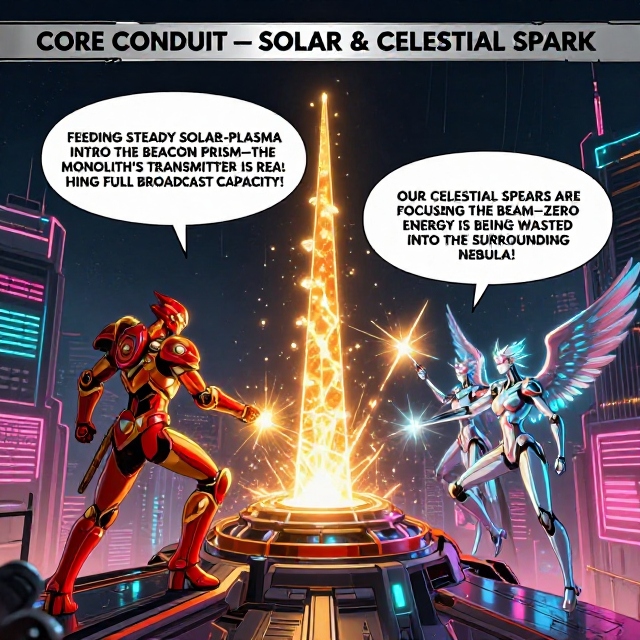 CORE CONDUIT – SOLAR & CELESTIAL SPARK
FEEDING STEADY SOLAR-PLASMA
INTRO THE BEACON PRISM—THE
MONOLITH'S TRANSMITTER IS REA!
HING FULL BROADCAST CAPACITY!
OUR CELESTIAL SPEARS ARE
FOCUSING THE BEAM—ZERO
ENERGY IS BEING WASTED
INTO THE SURROUNDING
NEBULA!